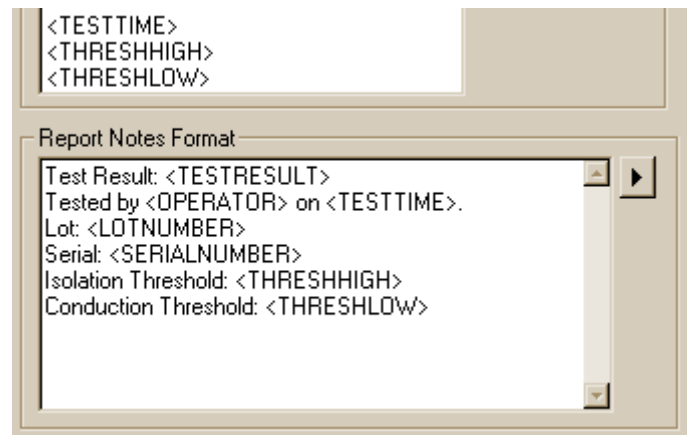 <TESTTIME>
<THRESHHIGH>
<THRESHLOW>
Report Notes Format
Test Result: <TESTRESULT>
Tested by <OPERATOR> on <TESTTIME>.
Lot: <LOTNUMBER>
Serial: <SERIALNUMBER>
Isolation Threshold: <THRESHHIGH>
Conduction Threshold: <THRESHLOW>